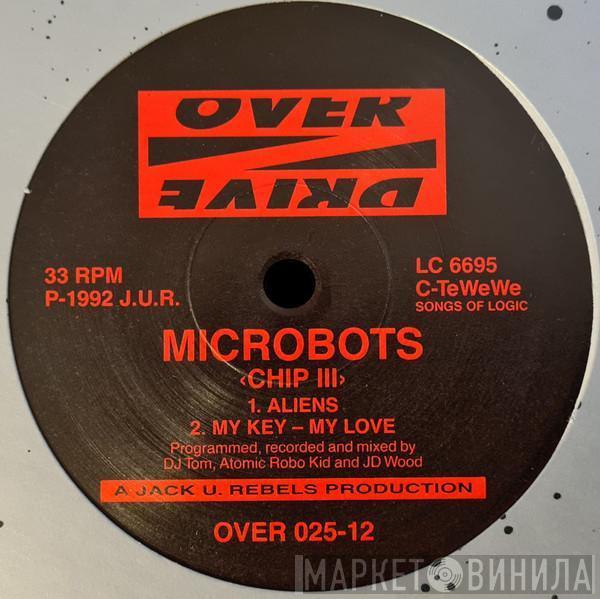 OVER
DRIVE
33 RPM
P-1992 J.U.R.
LC 6695
C-TeWeWe
SONGS OF LOGIC
MICROBOTS
‹CHIP III›
1. ALIENS
2. MY KEY – MY LOVE
Programmed, recorded and mixed by
DJ Tom, Atomic Robo Kid and JD Wood
A JACK U. REBELS PRODUCTION
OVER 025-12
МАРКЕТ ВИНИЛА